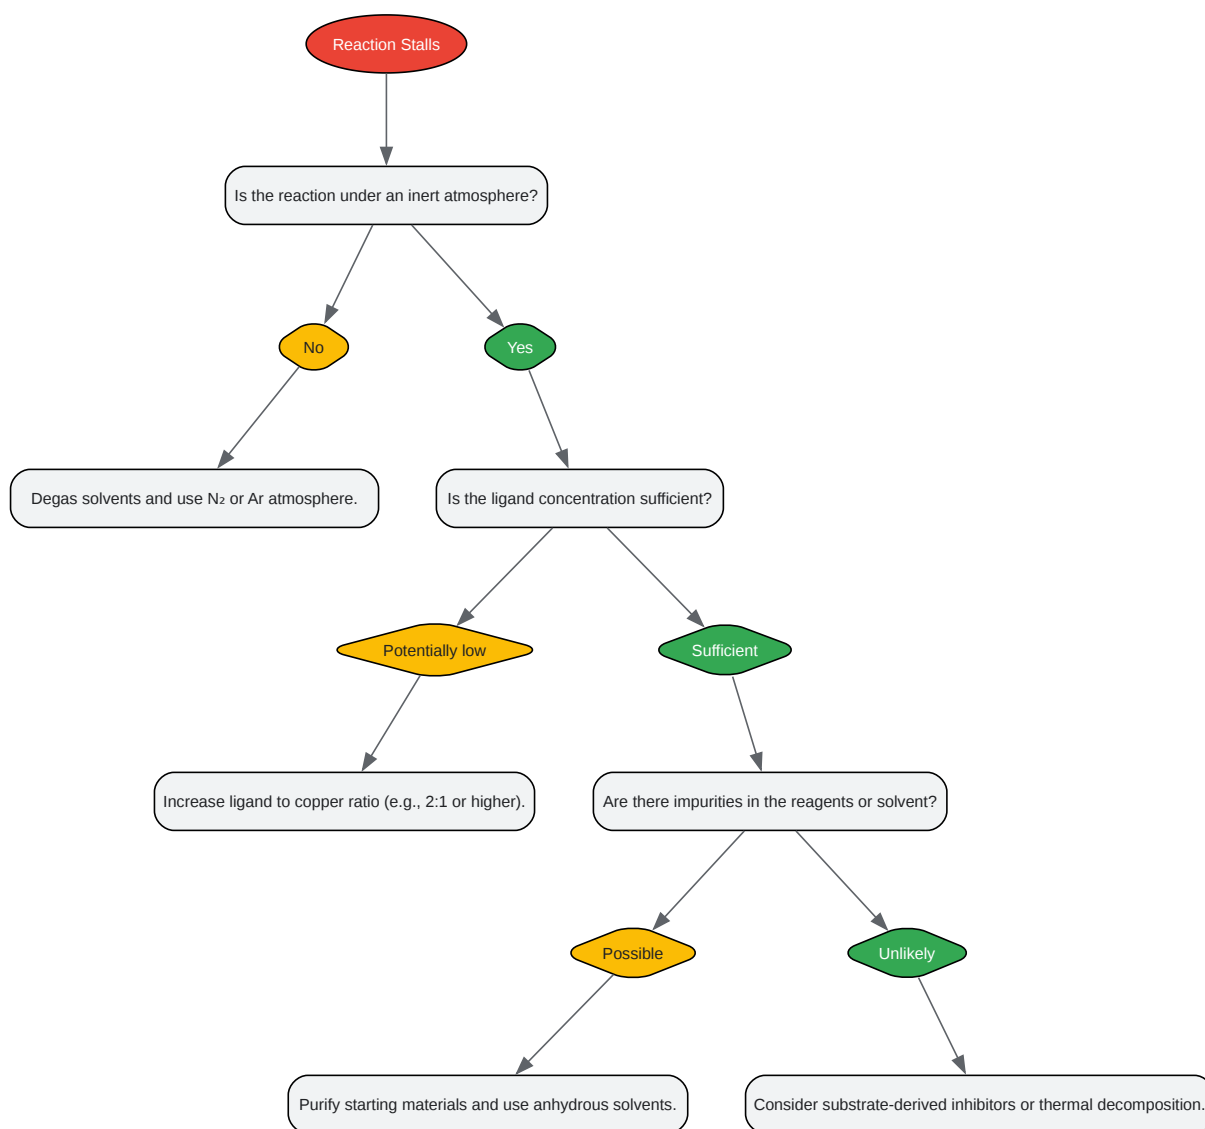 Reaction Stalls
Is the reaction under an inert atmosphere?
No
Yes
Degas solvents and use N₂ or Ar atmosphere.
Is the ligand concentration sufficient?
Potentially low
Sufficient
Increase ligand to copper ratio (e.g., 2:1 or higher).
Are there impurities in the reagents or solvent?
Possible
Unlikely
Purify starting materials and use anhydrous solvents.
Consider substrate-derived inhibitors or thermal decomposition.